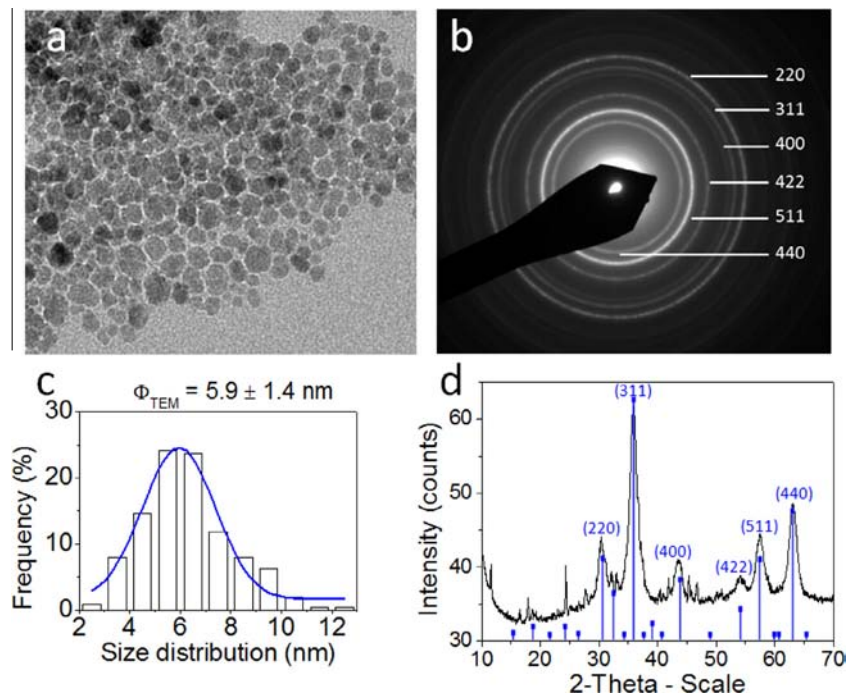 a
b
220
311
400
422
511
440
c
Φ_TEM = 5.9 ± 1.4 nm
30
20
10
0
Frequency (%)
2 4 6 8 10 12
Size distribution (nm)
d
(311)
(440)
(220)
(511)
(400)
(422)
60
50
40
30
Intensity (counts)
10 20 30 40 50 60 70
2-Theta - Scale